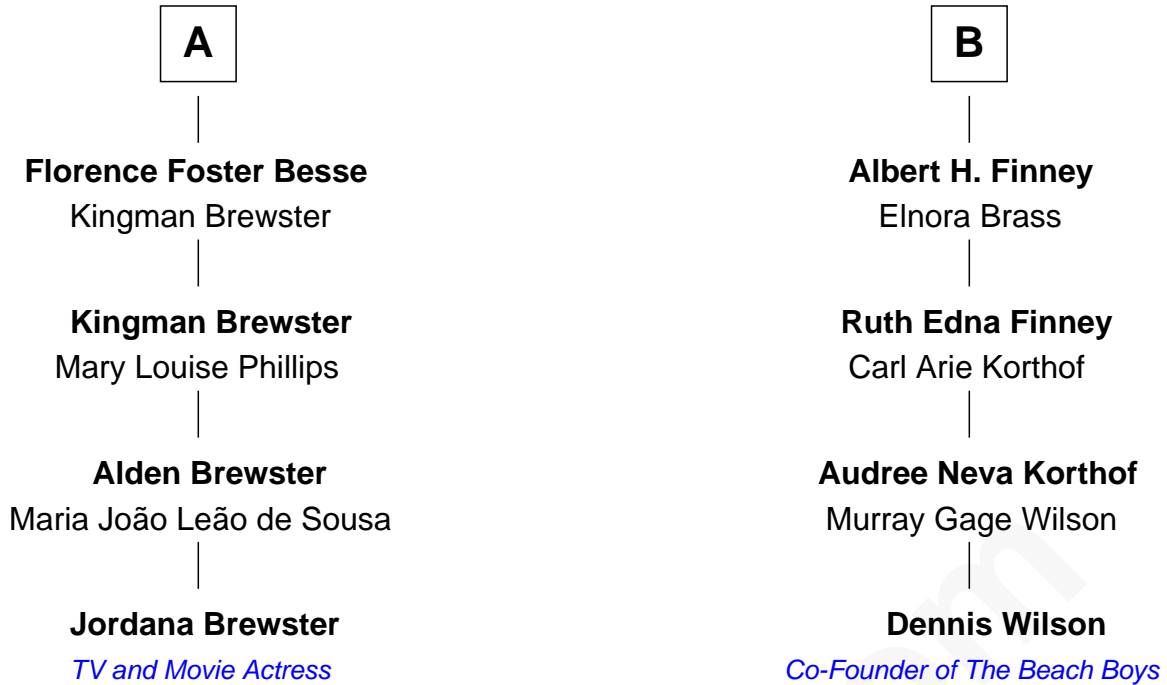 A
B
Florence Foster Besse
Kingman Brewster
Albert H. Finney
Elnora Brass
Kingman Brewster
Mary Louise Phillips
Ruth Edna Finney
Carl Arie Korthof
Alden Brewster
Maria João Leão de Sousa
Audree Neva Korthof
Murray Gage Wilson
Jordana Brewster
TV and Movie Actress
Dennis Wilson
Co-Founder of The Beach Boys